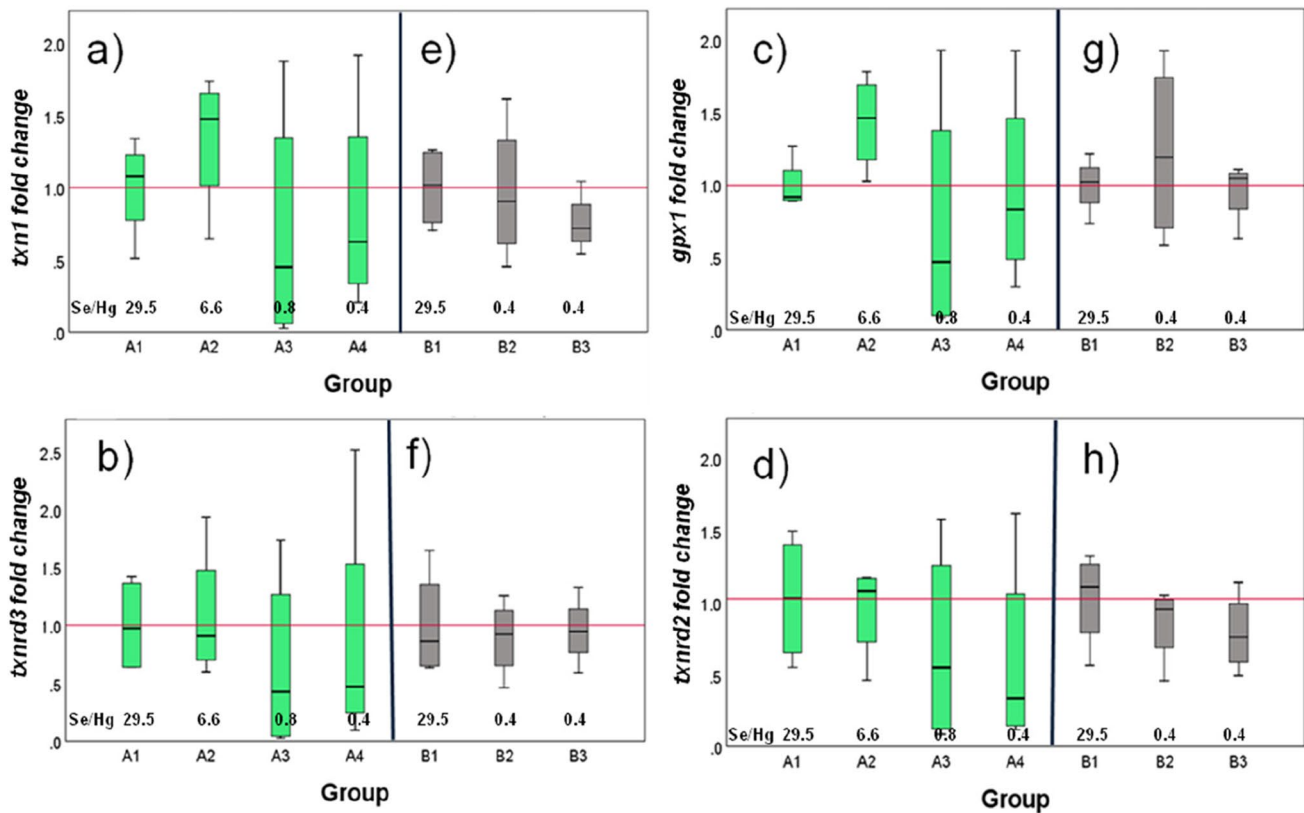 a)
e)
txn1 fold change
2.0
1.5
1.0
.5
.0
Se/Hg 29.5 6.6 0.8 0.4 29.5 0.4 0.4
A1 A2 A3 A4 B1 B2 B3
Group
c)
g)
gpx1 fold change
2.0
1.5
1.0
.5
.0
Se/Hg 29.5 6.6 0.8 0.4 29.5 0.4 0.4
A1 A2 A3 A4 B1 B2 B3
Group
b)
f)
txnrd3 fold change
2.5
2.0
1.5
1.0
.5
.0
Se/Hg 29.5 6.6 0.8 0.4 29.5 0.4 0.4
A1 A2 A3 A4 B1 B2 B3
Group
d)
h)
txnrd2 fold change
2.0
1.5
1.0
.5
.0
Se/Hg 29.5 6.6 0.8 0.4 29.5 0.4 0.4
A1 A2 A3 A4 B1 B2 B3
Group